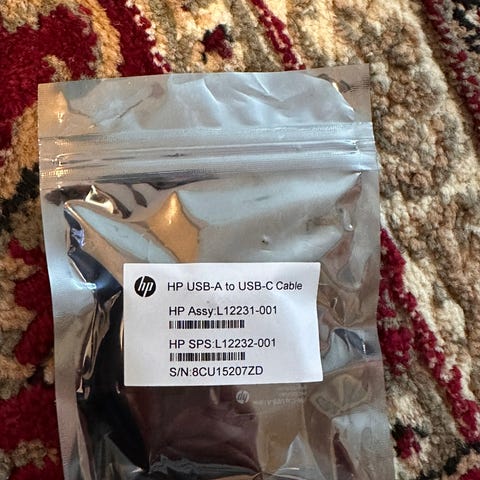 hp
HP USB-A to USB-C Cable
HP Assy:L12231-001
HP SPS:L12232-001
S/N:8CU15207ZD